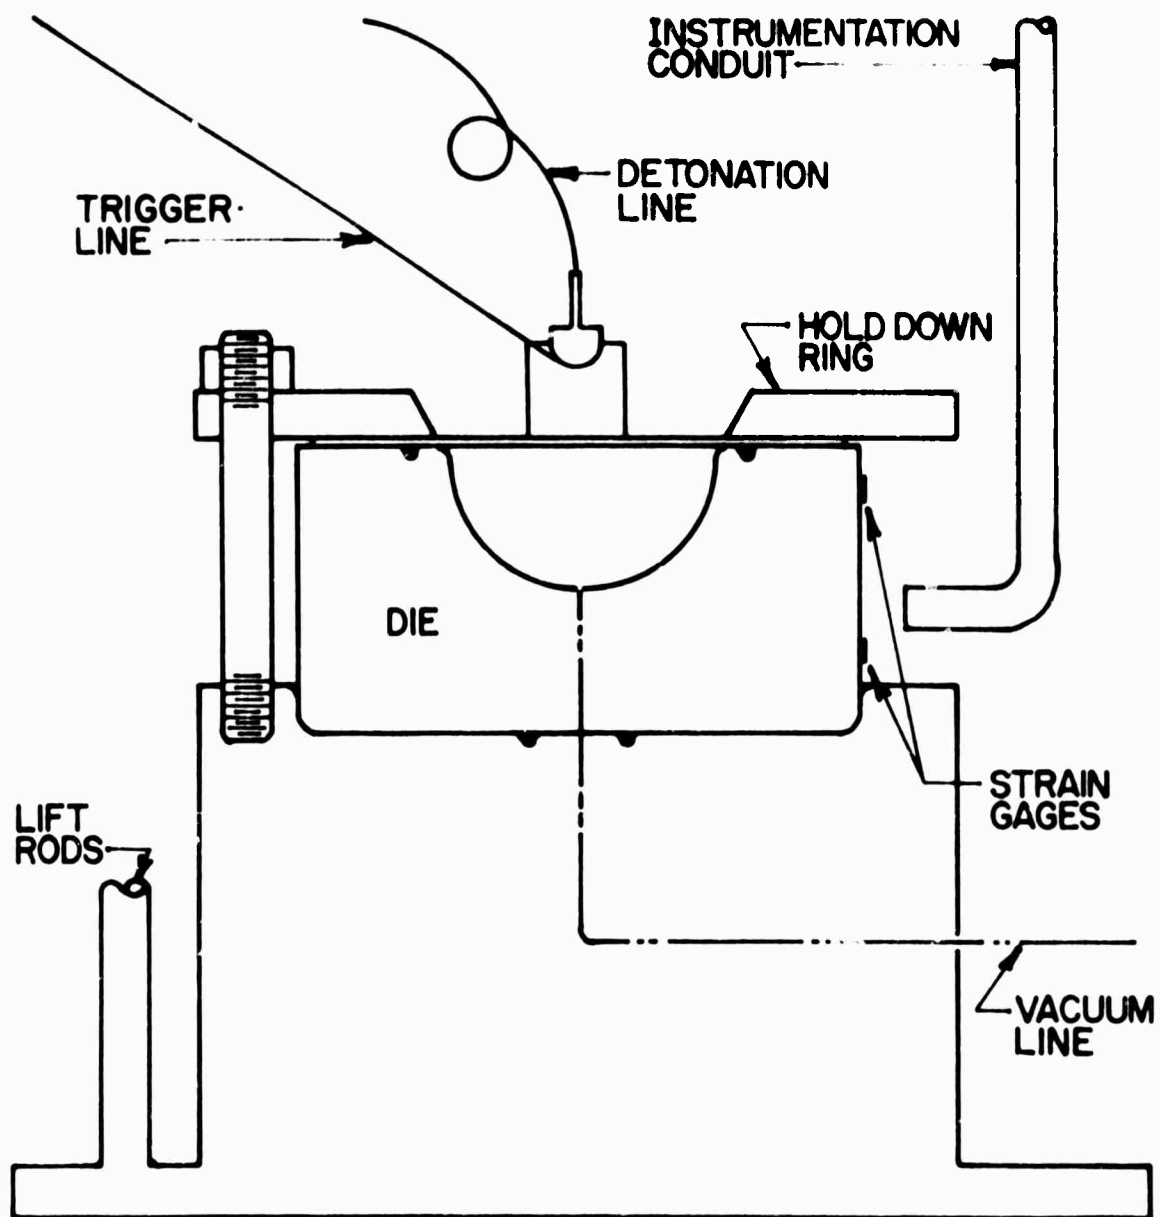 INSTRUMENTATION
CONDUIT
DETONATION
LINE
TRIGGER
LINE
HOLD DOWN
RING
DIE
STRAIN
GAGES
LIFT
RODS
VACUUM
LINE